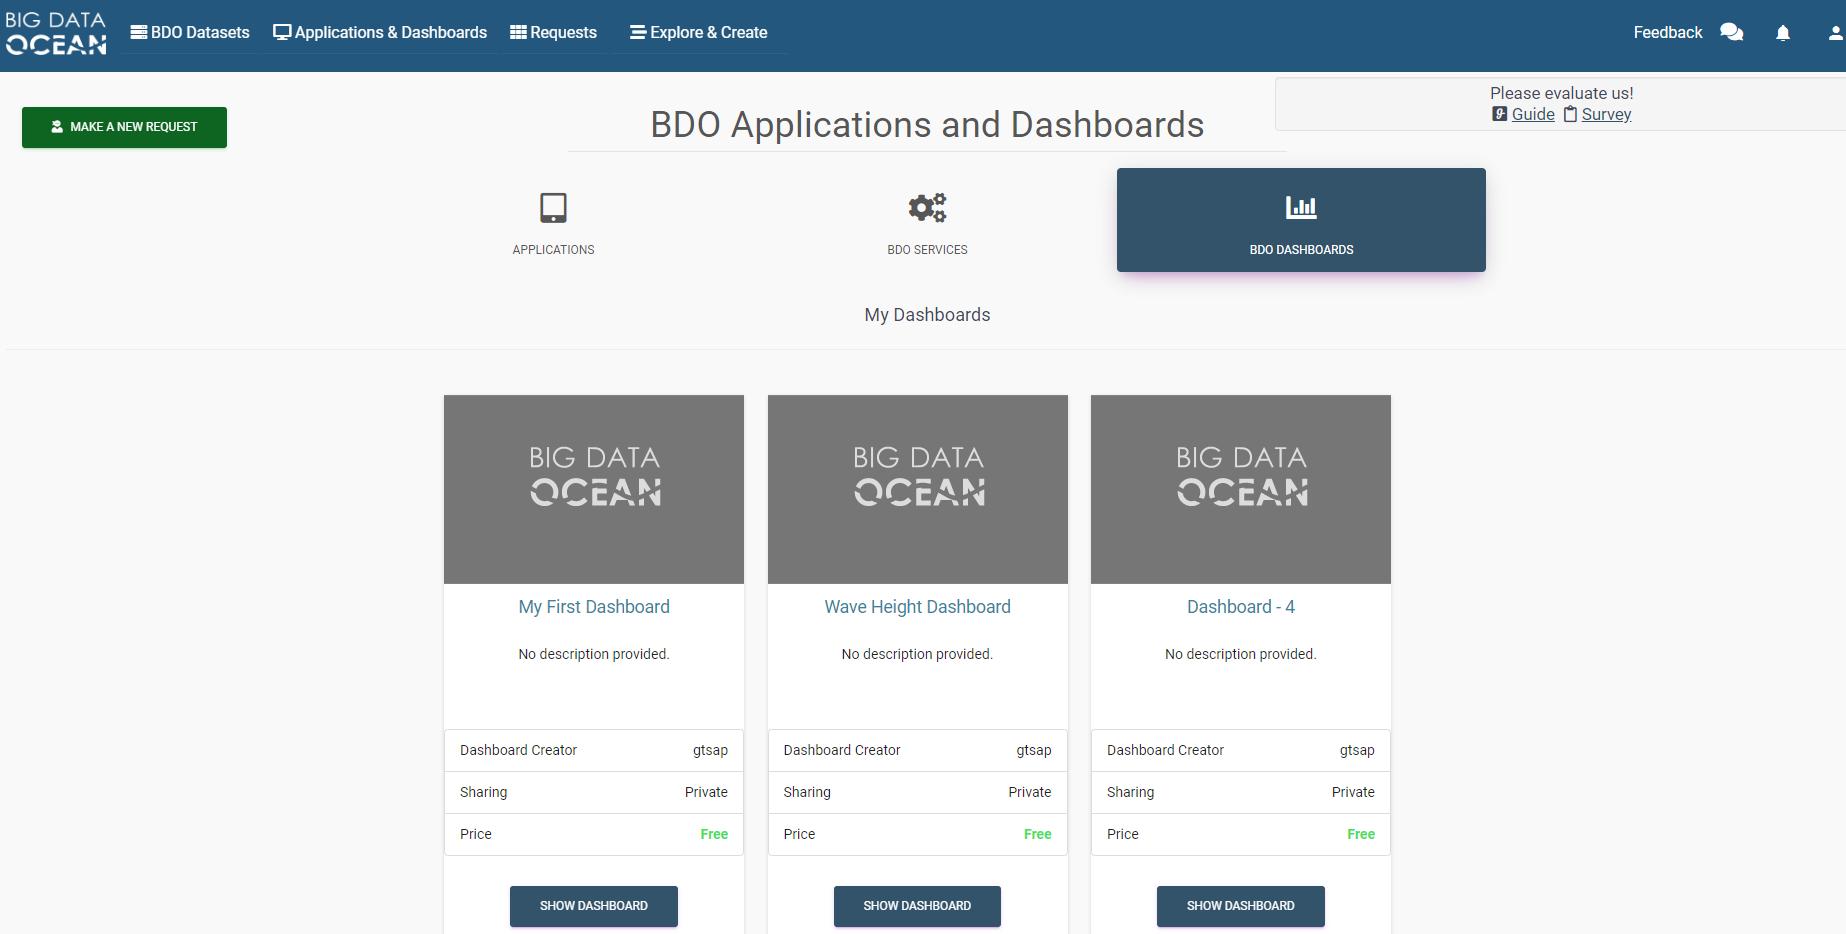 BIG DATA
OCEAN
BDO Datasets
Applications & Dashboards
Requests
Explore & Create
Feedback
Please evaluate us!
Guide
Survey
MAKE A NEW REQUEST
BDO Applications and Dashboards
APPLICATIONS
BDO SERVICES
BDO DASHBOARDS
My Dashboards
BIG DATA
OCEAN
My First Dashboard
No description provided.
Dashboard Creator gtsap
Sharing Private
Price Free
SHOW DASHBOARD
BIG DATA
OCEAN
Wave Height Dashboard
No description provided.
Dashboard Creator gtsap
Sharing Private
Price Free
SHOW DASHBOARD
BIG DATA
OCEAN
Dashboard - 4
No description provided.
Dashboard Creator gtsap
Sharing Private
Price Free
SHOW DASHBOARD